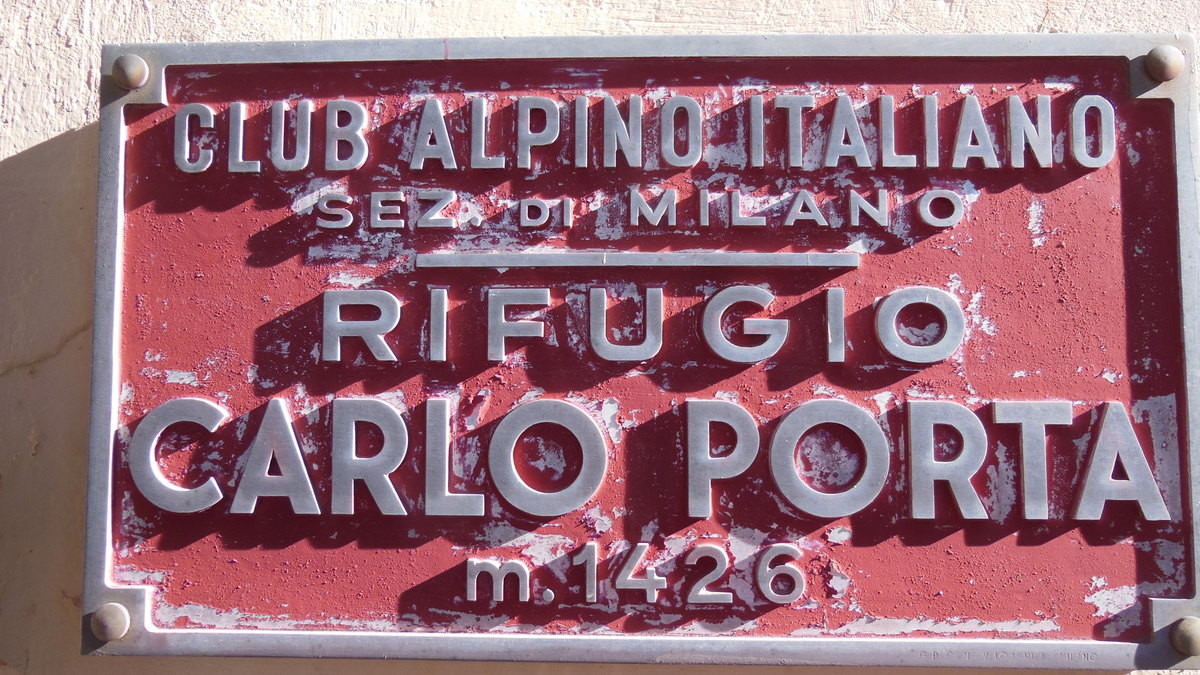 CLUB ALPINO ITALIANO
SEZ. DI MILANO
RIFUGIO
CARLO PORTA
m. 1426